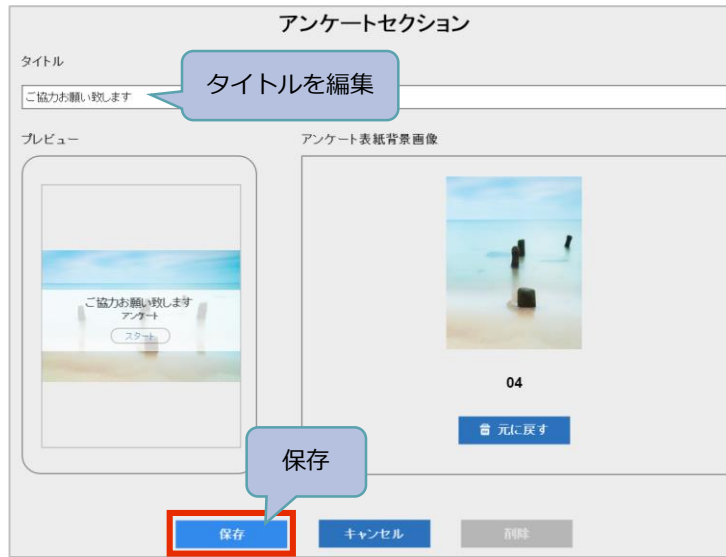 アンケートセクション
タイトル
タイトルを編集
ご協力お願い致します
プレビュー
アンケート表紙背景画像
ご協力お願い致します
アンケート
スタート
04
元に戻す
保存
保存
キャンセル
削除